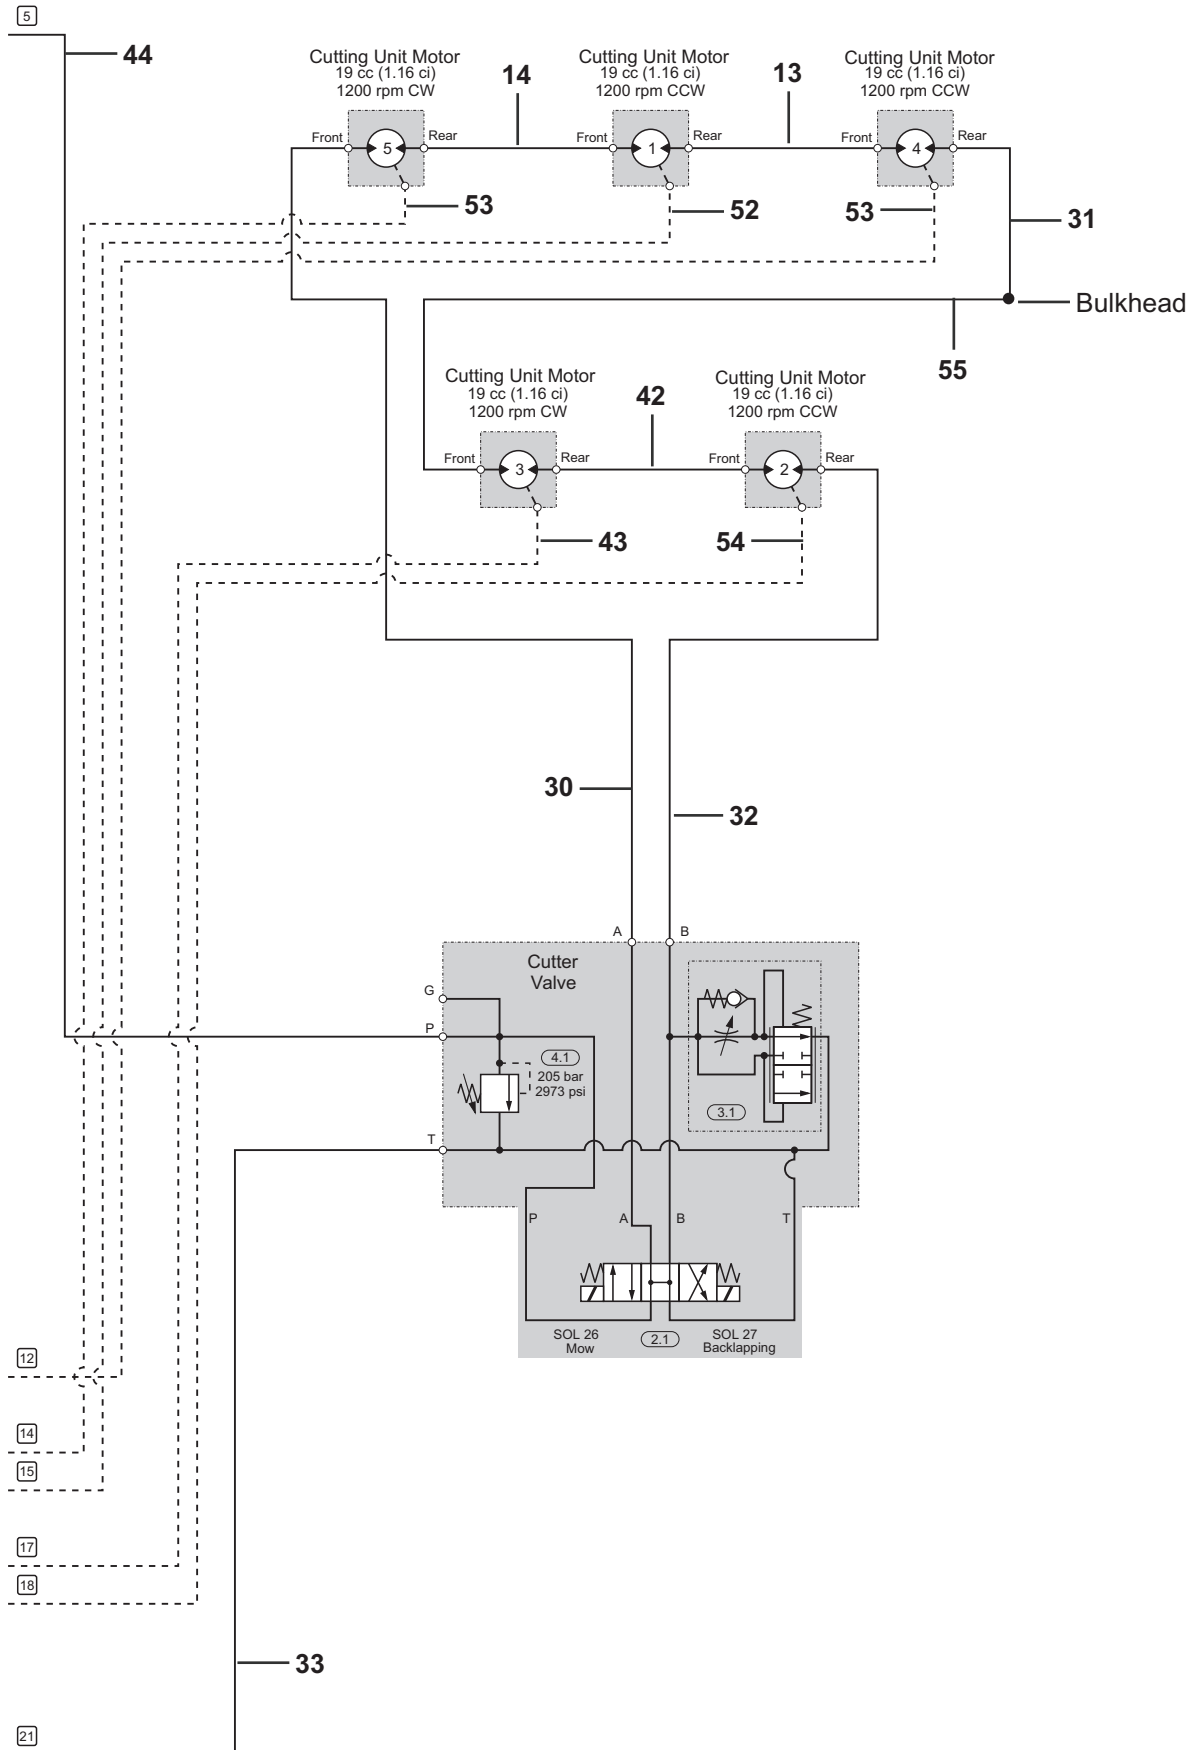 5
44
Cutting Unit Motor
19 cc (1.16 ci)
1200 rpm CW
14
Cutting Unit Motor
19 cc (1.16 ci)
1200 rpm CCW
13
Cutting Unit Motor
19 cc (1.16 ci)
1200 rpm CCW
Front
5
Rear
Front
1
Rear
Front
4
Rear
53
52
53
31
Bulkhead
55
Cutting Unit Motor
19 cc (1.16 ci)
1200 rpm CW
42
Cutting Unit Motor
19 cc (1.16 ci)
1200 rpm CCW
Front
3
Rear
Front
2
Rear
43
54
30
32
A
B
Cutter
Valve
G
P
4.1
205 bar
2973 psi
3.1
T
P
A
B
T
SOL 26
Mow
2.1
SOL 27
Backlapping
12
14
15
17
18
33
21